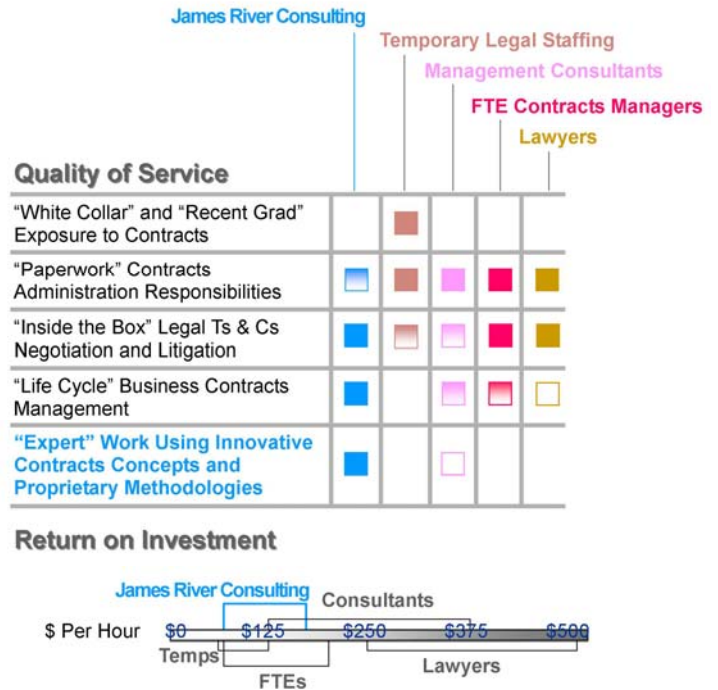 James River Consulting
Temporary Legal Staffing
Management Consultants
FTE Contracts Managers
Lawyers
Quality of Service
“White Collar” and “Recent Grad”
Exposure to Contracts
“Paperwork” Contracts
Administration Responsibilities
“Inside the Box” Legal Ts & Cs
Negotiation and Litigation
“Life Cycle” Business Contracts
Management
“Expert” Work Using Innovative
Contracts Concepts and
Proprietary Methodologies
Return on Investment
James River Consulting
Consultants
$ Per Hour $0 $125 $250 $375 $500
Temps
Lawyers
FTEs